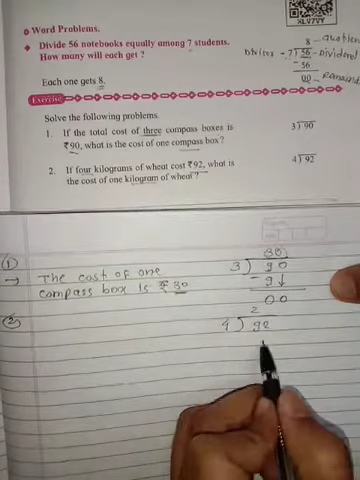 XLV7VY
Word Problems.
Divide 56 notebooks equally among 7 students.
How many will each get ?
Each one gets 8.
8 - quotien
Divisor - 7) 56 - Dividend
- 56
00 - Remaind
Exercise
Solve the following problems.
1. If the total cost of three compass boxes is
₹90, what is the cost of one compass box ?
3) 90
2. If four kilograms of wheat cost ₹92, what is
the cost of one kilogram of wheat ?
4) 92
①
→ The cost of one
compass box is ₹ 30
30
3) 90
- 9↓
00
②
2
4) 92